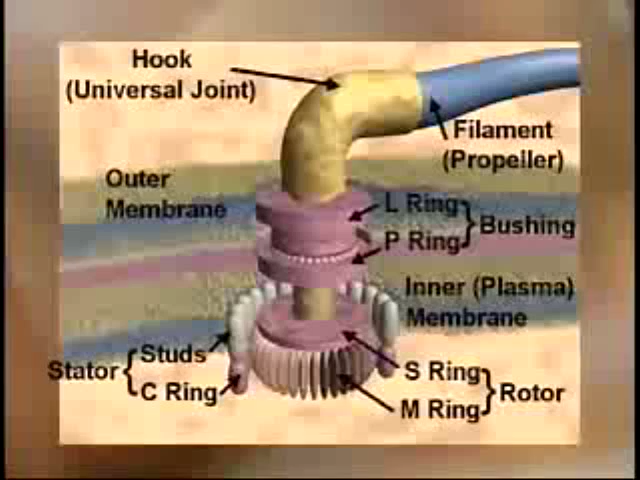 Hook
(Universal Joint)
Filament
(Propeller)
Outer
Membrane
L Ring
P Ring
Bushing
Inner (Plasma)
Membrane
Stator
Studs
C Ring
S Ring
M Ring
Rotor